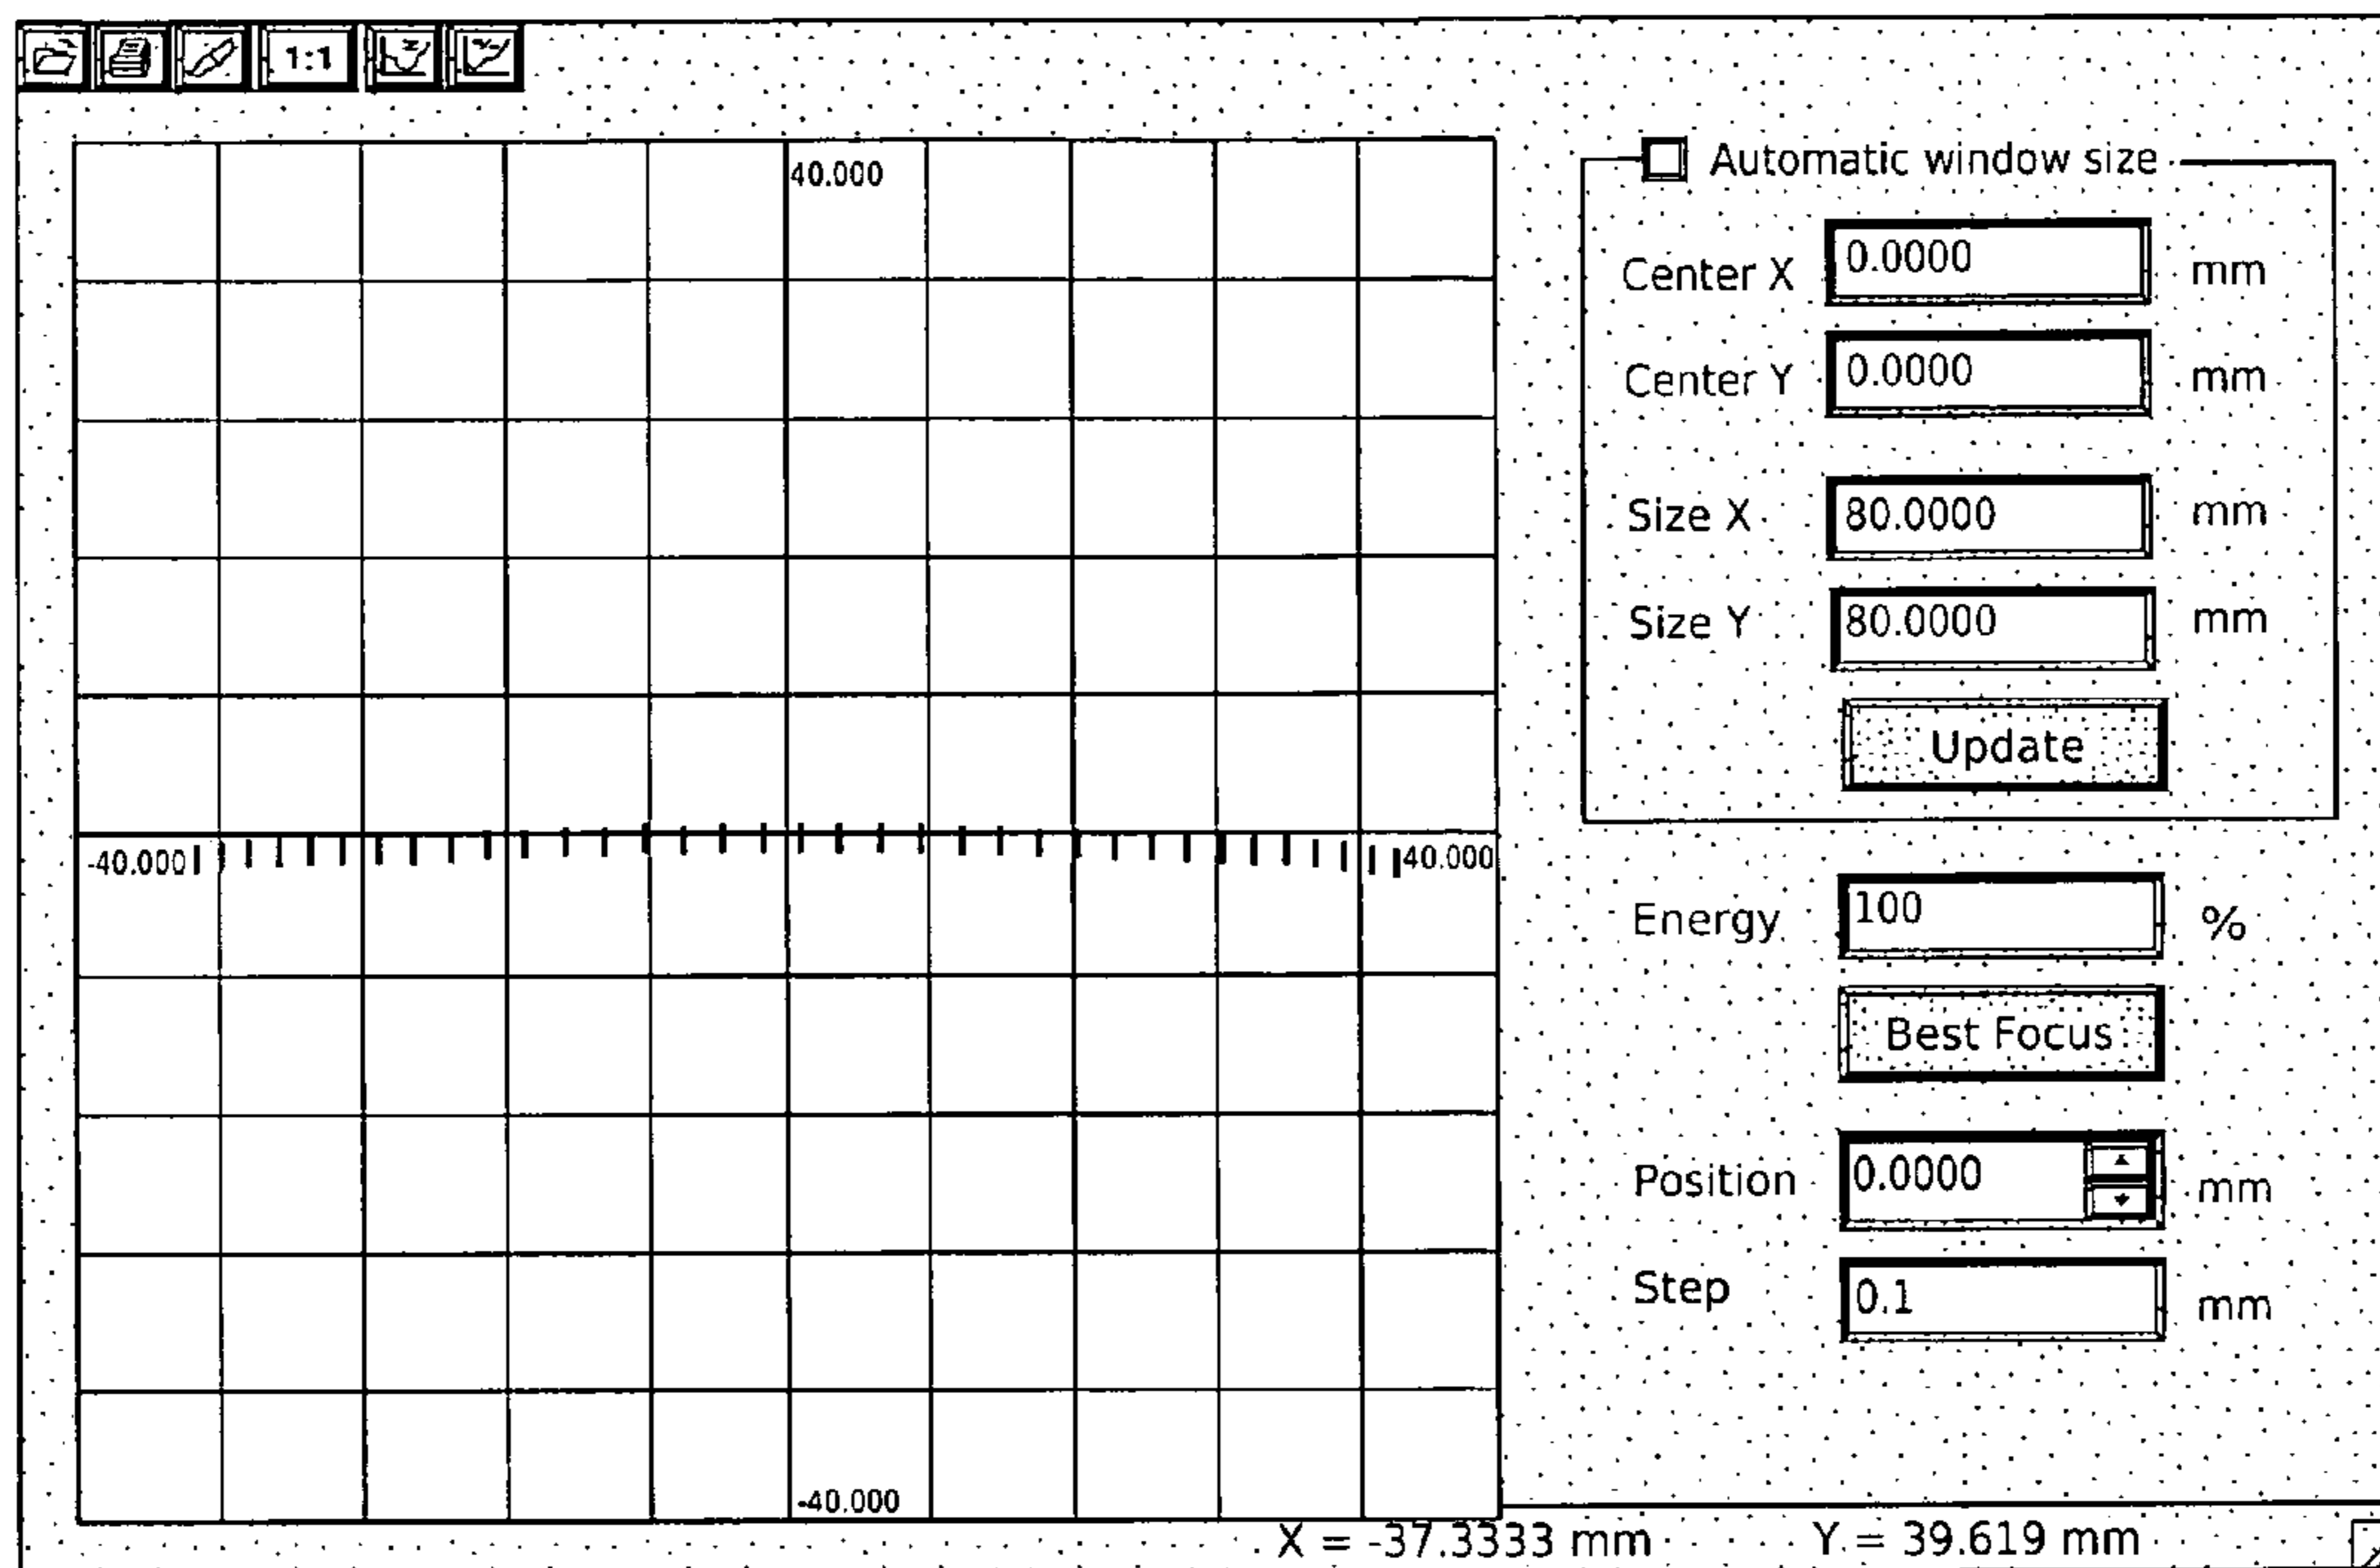 1:1
40.000
Automatic window size
Center X 0.0000 mm
Center Y 0.0000 mm
Size X 80.0000 mm
Size Y 80.0000 mm
Update
-40.000
40.000
Energy 100 %
Best Focus
Position 0.0000 mm
Step 0.1 mm
-40.000
X = -37.3333 mm Y = 39.619 mm